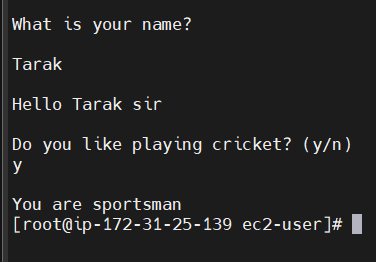 What is your name?
Tarak
Hello Tarak sir
Do you like playing cricket? (y/n)
y
You are sportsman
[root@ip-172-31-25-139 ec2-user]#